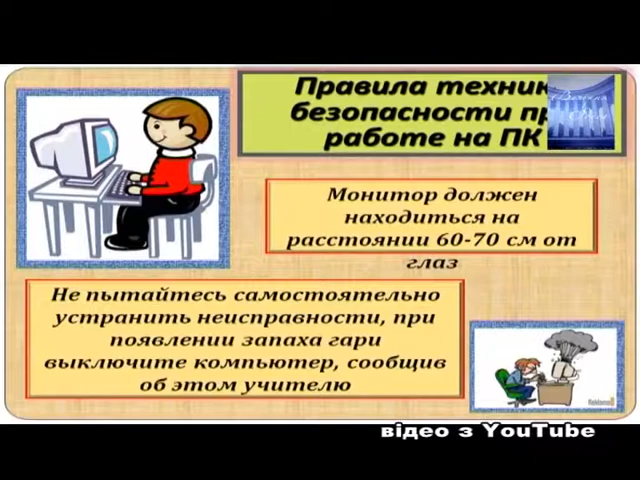 Правила техник
безопасности пр
работе на ПК
Монитор должен
находиться на
расстоянии 60-70 см от
глаз
Не пытайтесь самостоятельно
устранить неисправности, при
появлении запаха гари
выключите компьютер, сообщив
об этом учителю
відео з YouTube